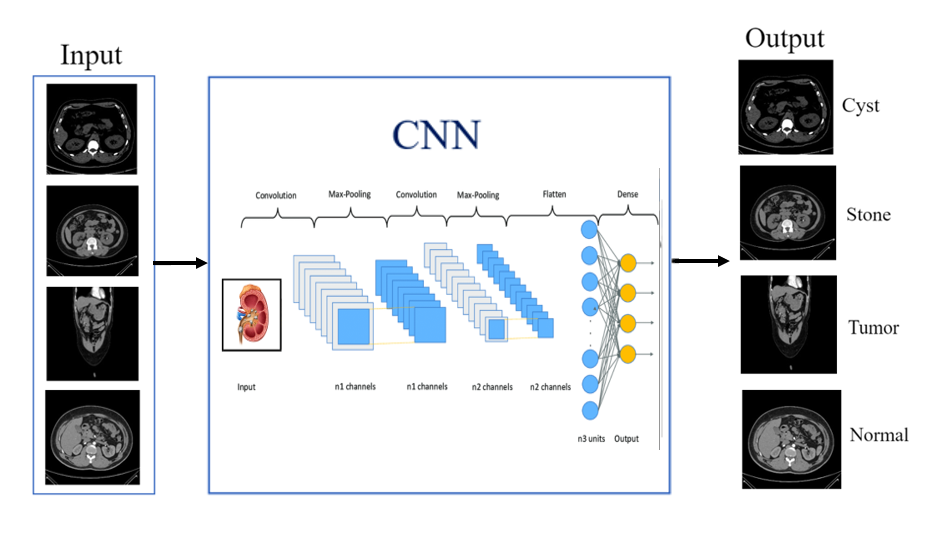 Input
CNN
Convolution
Max-Pooling
Convolution
Max-Pooling
Flatten
Dense
Input
n1 channels
n1 channels
n2 channels
n2 channels
n3 units
Output
Output
Cyst
Stone
Tumor
Normal